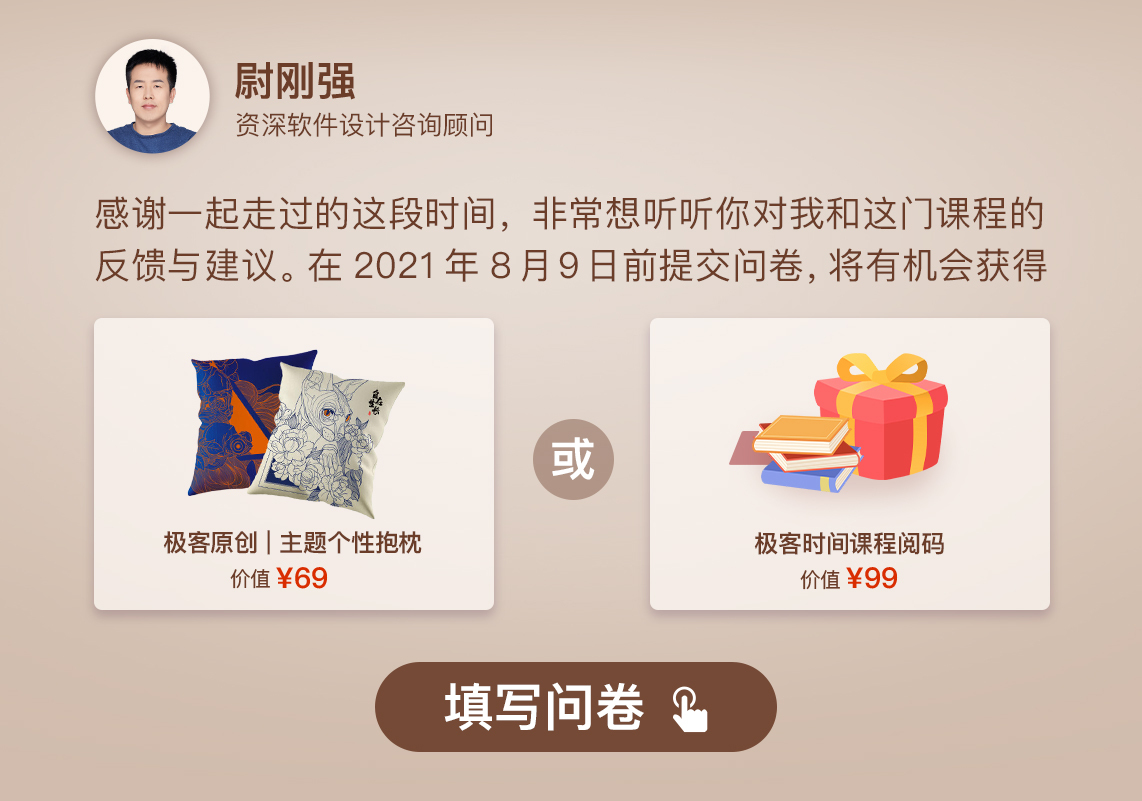 尉刚强
资深软件设计咨询顾问
感谢一起走过的这段时间，非常想听听你对我和这门课程的
反馈与建议。在 2021 年 8 月 9 日前提交问卷，将有机会获得
或
极客原创 | 主题个性抱枕
价值 ¥69
极客时间课程阅码
价值 ¥99
填写问卷